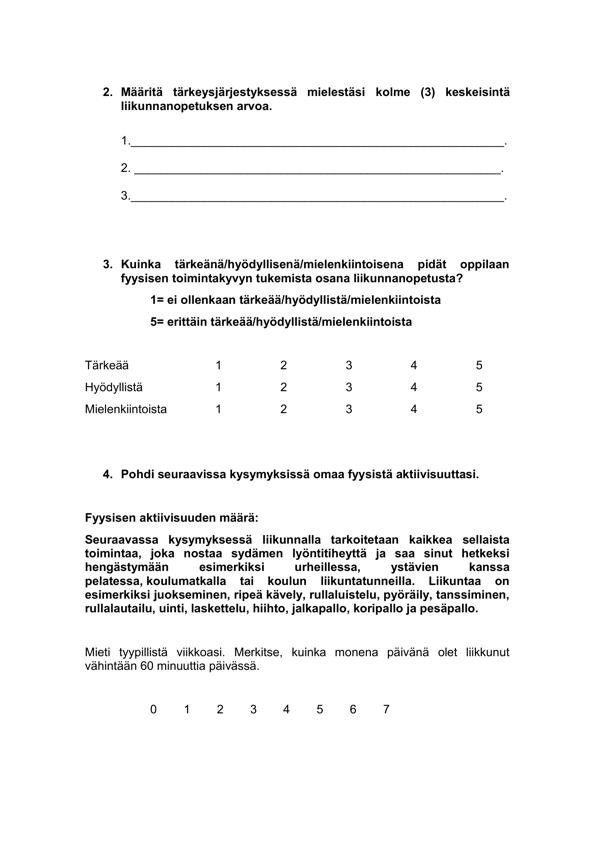 2. Määritä tärkeysjärjestyksessä mielestäsi kolme (3) keskeisintä
liikunnanopetuksen arvoa.
1.________________________________________________________.
2. _______________________________________________________.
3.________________________________________________________.
3. Kuinka tärkeänä/hyödyllisenä/mielenkiintoisena pidät oppilaan
fyysisen toimintakyvyn tukemista osana liikunnanopetusta?
1= ei ollenkaan tärkeää/hyödyllistä/mielenkiintoista
5= erittäin tärkeää/hyödyllistä/mielenkiintoista
Tärkeää 1 2 3 4 5
Hyödyllistä 1 2 3 4 5
Mielenkiintoista 1 2 3 4 5
4. Pohdi seuraavissa kysymyksissä omaa fyysistä aktiivisuuttasi.
Fyysisen aktiivisuuden määrä:
Seuraavassa kysymyksessä liikunnalla tarkoitetaan kaikkea sellaista
toimintaa, joka nostaa sydämen lyöntitiheyttä ja saa sinut hetkeksi
hengästymään esimerkiksi urheillessa, ystävien kanssa
pelatessa, koulumatkalla tai koulun liikuntatunneilla. Liikuntaa on
esimerkiksi juokseminen, ripeä kävely, rullaluistelu, pyöräily, tanssiminen,
rullalautailu, uinti, laskettelu, hiihto, jalkapallo, koripallo ja pesäpallo.
Mieti tyypillistä viikkoasi. Merkitse, kuinka monena päivänä olet liikkunut
vähintään 60 minuuttia päivässä.
0 1 2 3 4 5 6 7